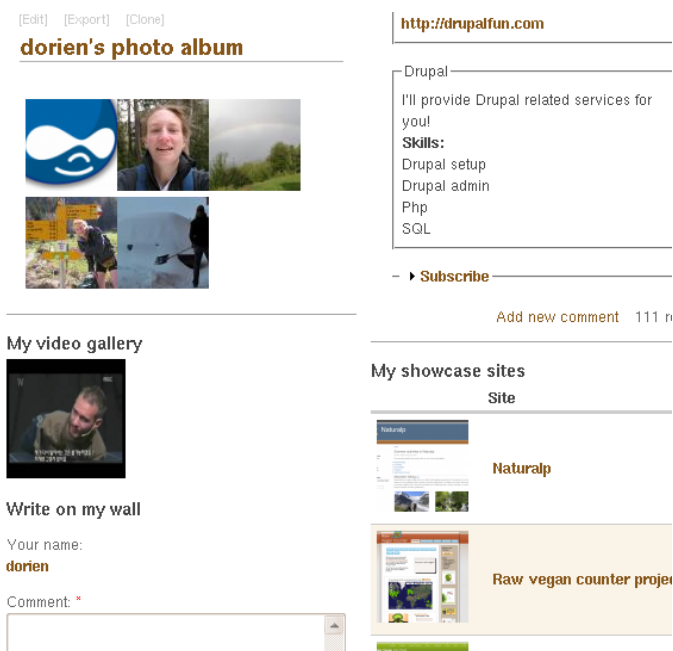 [Edit] [Export] [Clone]
dorien's photo album
My video gallery
Write on my wall
Your name:
dorien
Comment: *
http://drupalfun.com
Drupal
I'll provide Drupal related services for
you!
Skills:
Drupal setup
Drupal admin
Php
SQL
Subscribe
Add new comment 111
My showcase sites
Site
Naturalp
Naturalp
Raw vegan counter